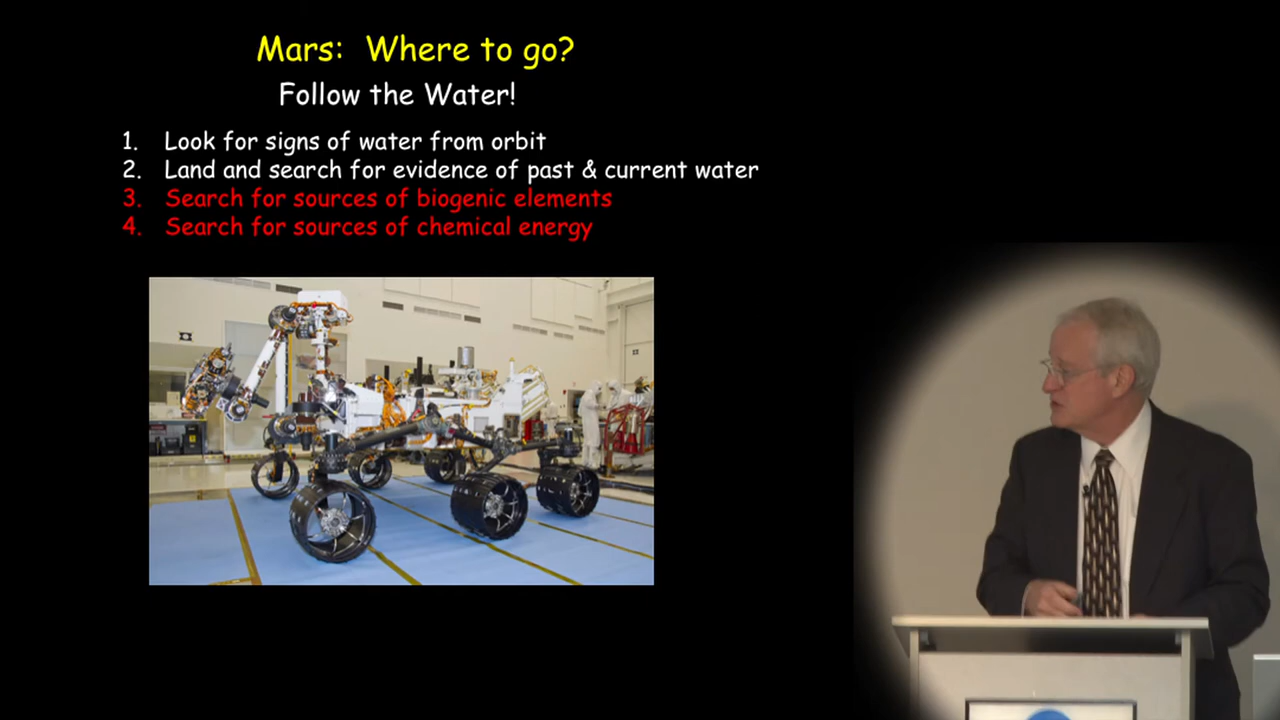 Mars: Where to go?
Follow the Water!
1. Look for signs of water from orbit
2. Land and search for evidence of past & current water
3. Search for sources of biogenic elements
4. Search for sources of chemical energy